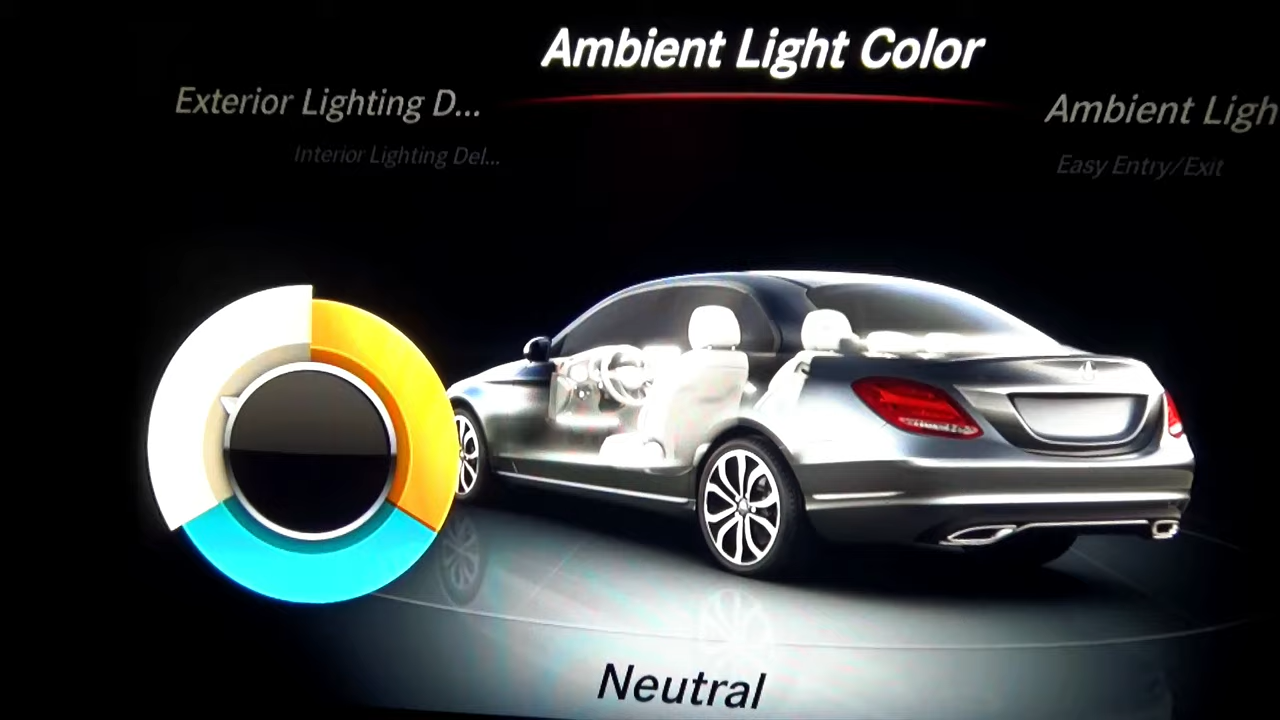 Ambient Light Color
Exterior Lighting D...
Ambient Ligh
Interior Lighting Del...
Easy Entry/Exit
Neutral